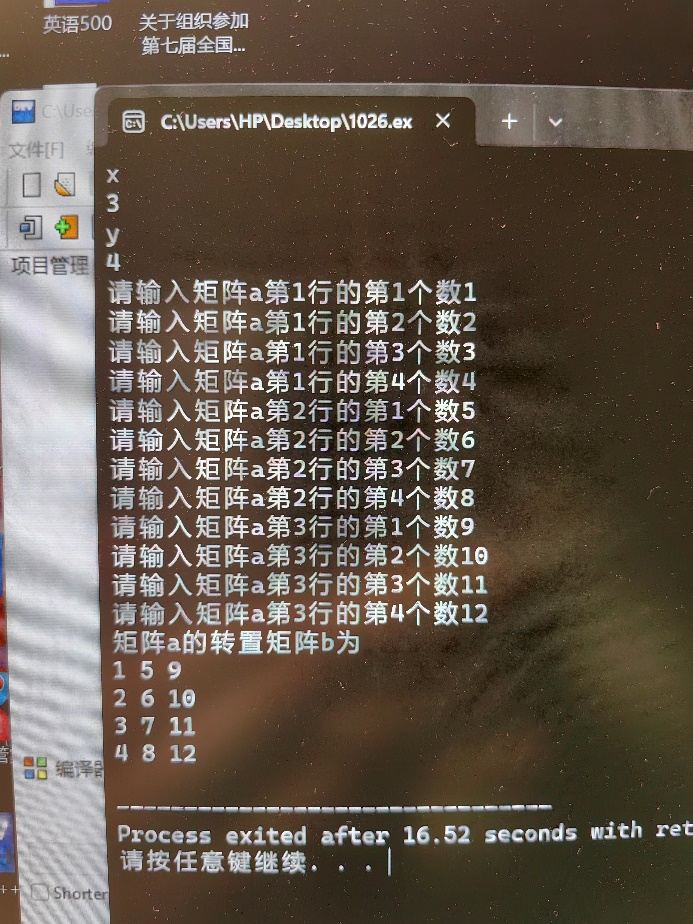 英语500
关于组织参加
第七届全国...
DEV
C:\Use
C:\Users\HP\Desktop\1026.ex
文件[F]
项目管理
x
3
y
4
请输入矩阵a第1行的第1个数1
请输入矩阵a第1行的第2个数2
请输入矩阵a第1行的第3个数3
请输入矩阵a第1行的第4个数4
请输入矩阵a第2行的第1个数5
请输入矩阵a第2行的第2个数6
请输入矩阵a第2行的第3个数7
请输入矩阵a第2行的第4个数8
请输入矩阵a第3行的第1个数9
请输入矩阵a第3行的第2个数10
请输入矩阵a第3行的第3个数11
请输入矩阵a第3行的第4个数12
矩阵a的转置矩阵b为
1 5 9
2 6 10
3 7 11
4 8 12
编译器
--------------------------------
Process exited after 16.52 seconds with ret
请按任意键继续. . .
Shorter